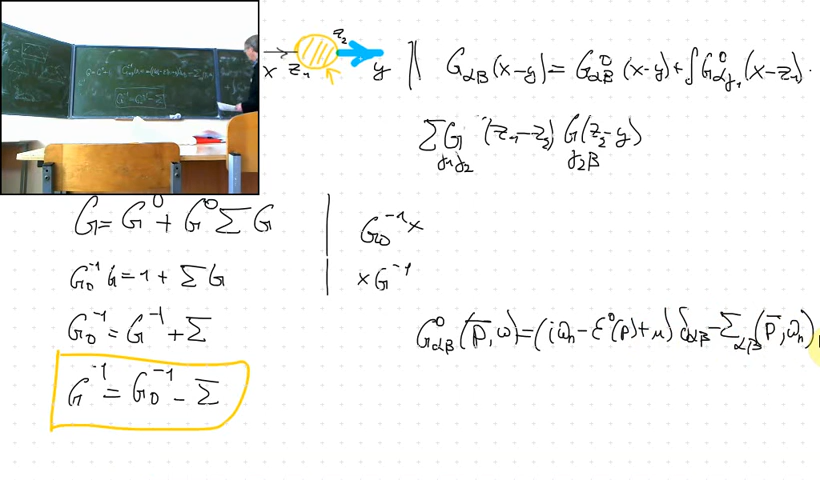 x z₁ z₂ y | G_{αβ}(x-y) = G⁰_{αβ}(x-y) + ∫G⁰_{αγ₁}(x-z₁)·
ΣG_{γ₁γ₂}(z₁-z₂) G_{γ₂β}(z₂-y)
G = G⁰ + G⁰ΣG | G₀⁻¹×
G₀⁻¹G = 1 + ΣG | ×G⁻¹
G₀⁻¹ = G⁻¹ + Σ
G⁰_{αβ}(p̄,ω) = (iω_n - ε⁰(p) + μ)δ_{αβ} - Σ_{αβ}(p̄,ω_n)
G⁻¹ = G₀⁻¹ - Σ